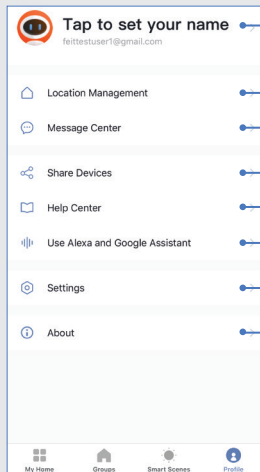 Tap to set your name
feittestuser1@gmail.com
Location Management
Message Center
Share Devices
Help Center
Use Alexa and Google Assistant
Settings
About
My Home Groups Smart Scenes Profile